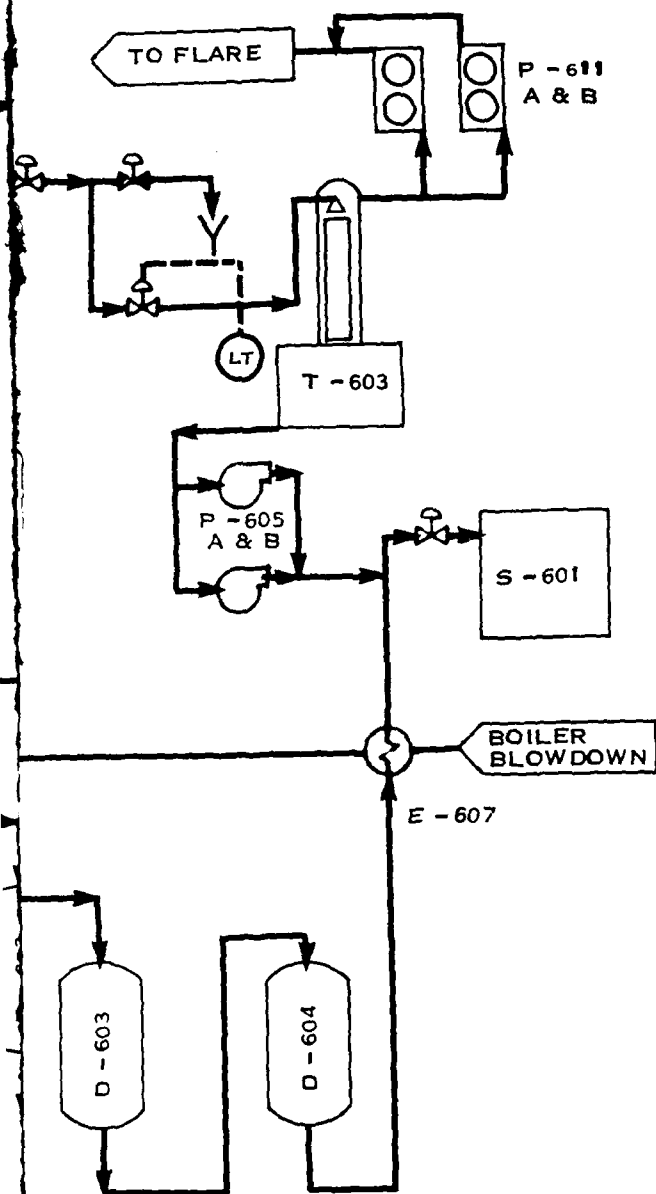 TO FLARE
P-611
A & B
LT
T-603
P-605
A & B
S-601
BOILER
BLOWDOWN
E-607
D-603
D-604